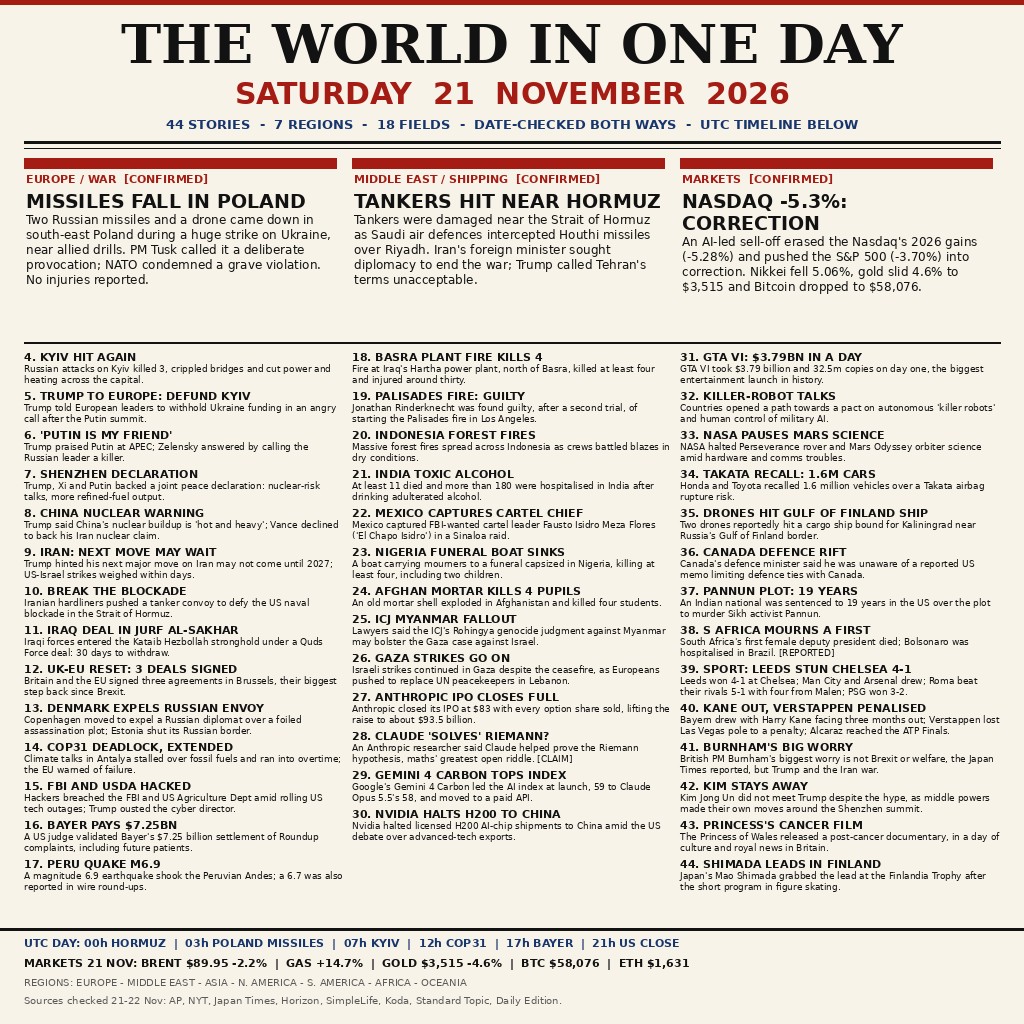 THE WORLD IN ONE DAY
SATURDAY 21 NOVEMBER 2026
44 STORIES - 7 REGIONS - 18 FIELDS - DATE-CHECKED BOTH WAYS - UTC TIMELINE BELOW
EUROPE / WAR [CONFIRMED]
MISSILES FALL IN POLAND
Two Russian missiles and a drone came down in
south-east Poland during a huge strike on Ukraine,
near allied drills. PM Tusk called it a deliberate
provocation; NATO condemned a grave violation.
No injuries reported.
MIDDLE EAST / SHIPPING [CONFIRMED]
TANKERS HIT NEAR HORMUZ
Tankers were damaged near the Strait of Hormuz
as Saudi air defences intercepted Houthi missiles
over Riyadh. Iran's foreign minister sought
diplomacy to end the war; Trump called Tehran's
terms unacceptable.
MARKETS [CONFIRMED]
NASDAQ -5.3%:
CORRECTION
An AI-led sell-off erased the Nasdaq's 2026 gains
(-5.28%) and pushed the S&P 500 (-3.70%) into
correction. Nikkei fell 5.06%, gold slid 4.6% to
$3,515 and Bitcoin dropped to $58,076.
4. KYIV HIT AGAIN
Russian attacks on Kyiv killed 3, crippled bridges and cut power and
heating across the capital.
5. TRUMP TO EUROPE: DEFUND KYIV
Trump told European leaders to withhold Ukraine funding in an angry
call after the Putin summit.
6. 'PUTIN IS MY FRIEND'
Trump praised Putin at APEC; Zelensky answered by calling the
Russian leader a killer.
7. SHENZHEN DECLARATION
Trump, Xi and Putin backed a joint peace declaration: nuclear-risk
talks, more refined-fuel output.
8. CHINA NUCLEAR WARNING
Trump said China's nuclear buildup is 'hot and heavy'; Vance declined
to back his Iran nuclear claim.
9. IRAN: NEXT MOVE MAY WAIT
Trump hinted his next major move on Iran may not come until 2027;
US-Israel strikes weighed within days.
10. BREAK THE BLOCKADE
Iranian hardliners pushed a tanker convoy to defy the US naval
blockade in the Strait of Hormuz.
11. IRAQ DEAL IN JURF AL-SAKHAR
Iraqi forces entered the Kataib Hezbollah stronghold under a Quds
Force deal: 30 days to withdraw.
12. UK-EU RESET: 3 DEALS SIGNED
Britain and the EU signed three agreements in Brussels, their biggest
step back since Brexit.
13. DENMARK EXPELS RUSSIAN ENVOY
Copenhagen moved to expel a Russian diplomat over a foiled
assassination plot; Estonia shut its Russian border.
14. COP31 DEADLOCK, EXTENDED
Climate talks in Antalya stalled over fossil fuels and ran into overtime;
the EU warned of failure.
15. FBI AND USDA HACKED
Hackers breached the FBI and US Agriculture Dept amid rolling US
tech outages; Trump ousted the cyber director.
16. BAYER PAYS $7.25BN
A US judge validated Bayer's $7.25 billion settlement of Roundup
complaints, including future patients.
17. PERU QUAKE M6.9
A magnitude 6.9 earthquake shook the Peruvian Andes; a 6.7 was also
reported in wire round-ups.
18. BASRA PLANT FIRE KILLS 4
Fire at Iraq's Hartha power plant, north of Basra, killed at least four
and injured around thirty.
19. PALISADES FIRE: GUILTY
Jonathan Rinderknecht was found guilty, after a second trial, of
starting the Palisades fire in Los Angeles.
20. INDONESIA FOREST FIRES
Massive forest fires spread across Indonesia as crews battled blazes in
dry conditions.
21. INDIA TOXIC ALCOHOL
At least 11 died and more than 180 were hospitalised in India after
drinking adulterated alcohol.
22. MEXICO CAPTURES CARTEL CHIEF
Mexico captured FBI-wanted cartel leader Fausto Isidro Meza Flores
('El Chapo Isidro') in a Sinaloa raid.
23. NIGERIA FUNERAL BOAT SINKS
A boat carrying mourners to a funeral capsized in Nigeria, killing at
least four, including two children.
24. AFGHAN MORTAR KILLS 4 PUPILS
An old mortar shell exploded in Afghanistan and killed four students.
25. ICJ MYANMAR FALLOUT
Lawyers said the ICJ's Rohingya genocide judgment against Myanmar
may bolster the Gaza case against Israel.
26. GAZA STRIKES GO ON
Israeli strikes continued in Gaza despite the ceasefire, as Europeans
pushed to replace UN peacekeepers in Lebanon.
27. ANTHROPIC IPO CLOSES FULL
Anthropic closed its IPO at $83 with every option share sold, lifting the
raise to about $93.5 billion.
28. CLAUDE 'SOLVES' RIEMANN?
An Anthropic researcher said Claude helped prove the Riemann
hypothesis, maths' greatest open riddle. [CLAIM]
29. GEMINI 4 CARBON TOPS INDEX
Google's Gemini 4 Carbon led the AI index at launch, 59 to Claude
Opus 5.5's 58, and moved to a paid API.
30. NVIDIA HALTS H200 TO CHINA
Nvidia halted licensed H200 AI-chip shipments to China amid the US
debate over advanced-tech exports.
31. GTA VI: $3.79BN IN A DAY
GTA VI took $3.79 billion and 32.5m copies on day one, the biggest
entertainment launch in history.
32. KILLER-ROBOT TALKS
Countries opened a path towards a pact on autonomous 'killer robots'
and human control of military AI.
33. NASA PAUSES MARS SCIENCE
NASA halted Perseverance rover and Mars Odyssey orbiter science
amid hardware and comms troubles.
34. TAKATA RECALL: 1.6M CARS
Honda and Toyota recalled 1.6 million vehicles over a Takata airbag
rupture risk.
35. DRONES HIT GULF OF FINLAND SHIP
Two drones reportedly hit a cargo ship bound for Kaliningrad near
Russia's Gulf of Finland border.
36. CANADA DEFENCE RIFT
Canada's defence minister said he was unaware of a reported US
memo limiting defence ties with Canada.
37. PANNUN PLOT: 19 YEARS
An Indian national was sentenced to 19 years in the US over the plot
to murder Sikh activist Pannun.
38. S AFRICA MOURNS A FIRST
South Africa's first female deputy president died; Bolsonaro was
hospitalised in Brazil. [REPORTED]
39. SPORT: LEEDS STUN CHELSEA 4-1
Leeds won 4-1 at Chelsea; Man City and Arsenal drew; Roma beat
their rivals 5-1 with four from Malen; PSG won 3-2.
40. KANE OUT, VERSTAPPEN PENALISED
Bayern drew with Harry Kane facing three months out; Verstappen lost
Las Vegas pole to a penalty; Alcaraz reached the ATP Finals.
41. BURNHAM'S BIG WORRY
British PM Burnham's biggest worry is not Brexit or welfare, the Japan
Times reported, but Trump and the Iran war.
42. KIM STAYS AWAY
Kim Jong Un did not meet Trump despite the hype, as middle powers
made their own moves around the Shenzhen summit.
43. PRINCESS'S CANCER FILM
The Princess of Wales released a post-cancer documentary, in a day of
culture and royal news in Britain.
44. SHIMADA LEADS IN FINLAND
Japan's Mao Shimada grabbed the lead at the Finlandia Trophy after
the short program in figure skating.
UTC DAY: 00h HORMUZ | 03h POLAND MISSILES | 07h KYIV | 12h COP31 | 17h BAYER | 21h US CLOSE
MARKETS 21 NOV: BRENT $89.95 -2.2% | GAS +14.7% | GOLD $3,515 -4.6% | BTC $58,076 | ETH $1,631
REGIONS: EUROPE - MIDDLE EAST - ASIA - N. AMERICA - S. AMERICA - AFRICA - OCEANIA
Sources checked 21-22 Nov: AP, NYT, Japan Times, Horizon, SimpleLife, Koda, Standard Topic, Daily Edition.